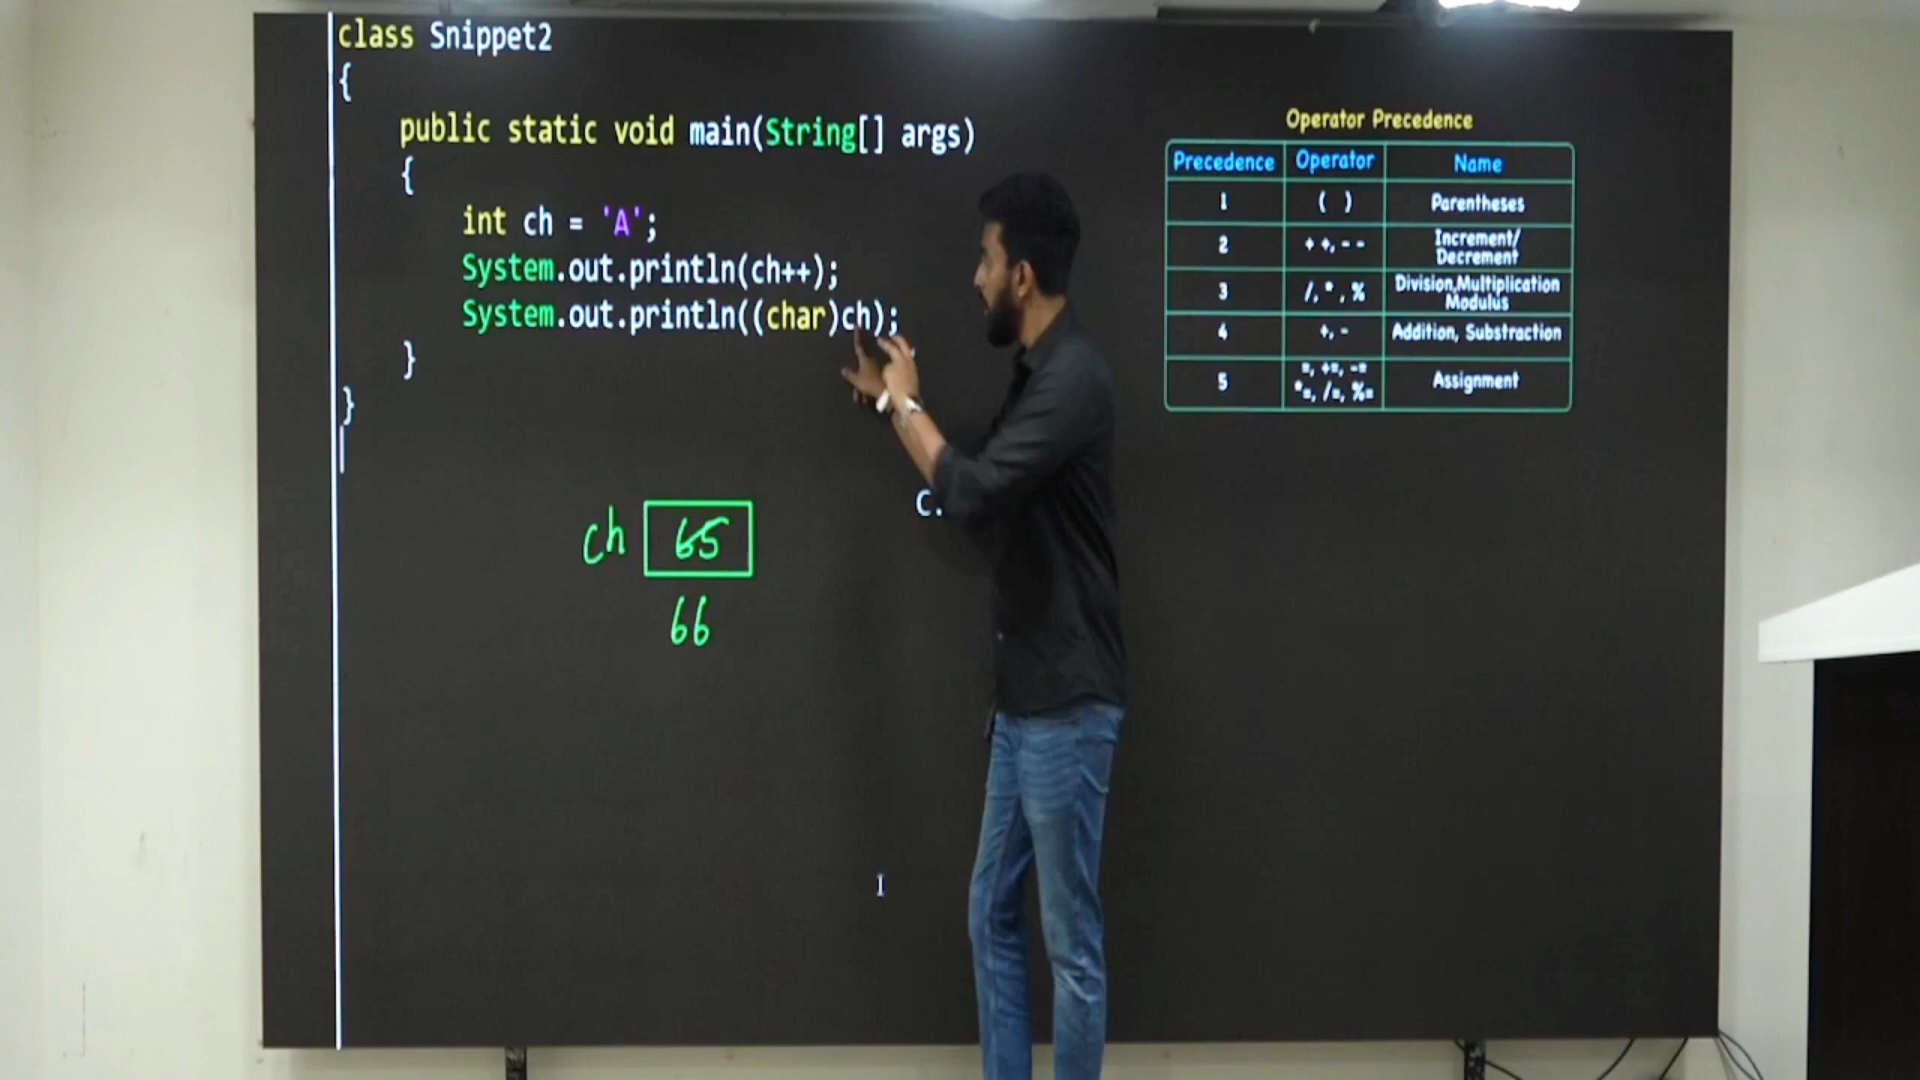 class Snippet2
{
public static void main(String[] args)
{
int ch = 'A';
System.out.println(ch++);
System.out.println((char)ch);
}
}
ch 65
66
C.
Operator Precedence
Precedence Operator Name
1 ( ) Parentheses
2 ++, -- Increment/
Decrement
3 /, *, % Division,Multiplication
Modulus
4 +, - Addition, Substraction
5 =, +=, -=
*=, /=, %= Assignment